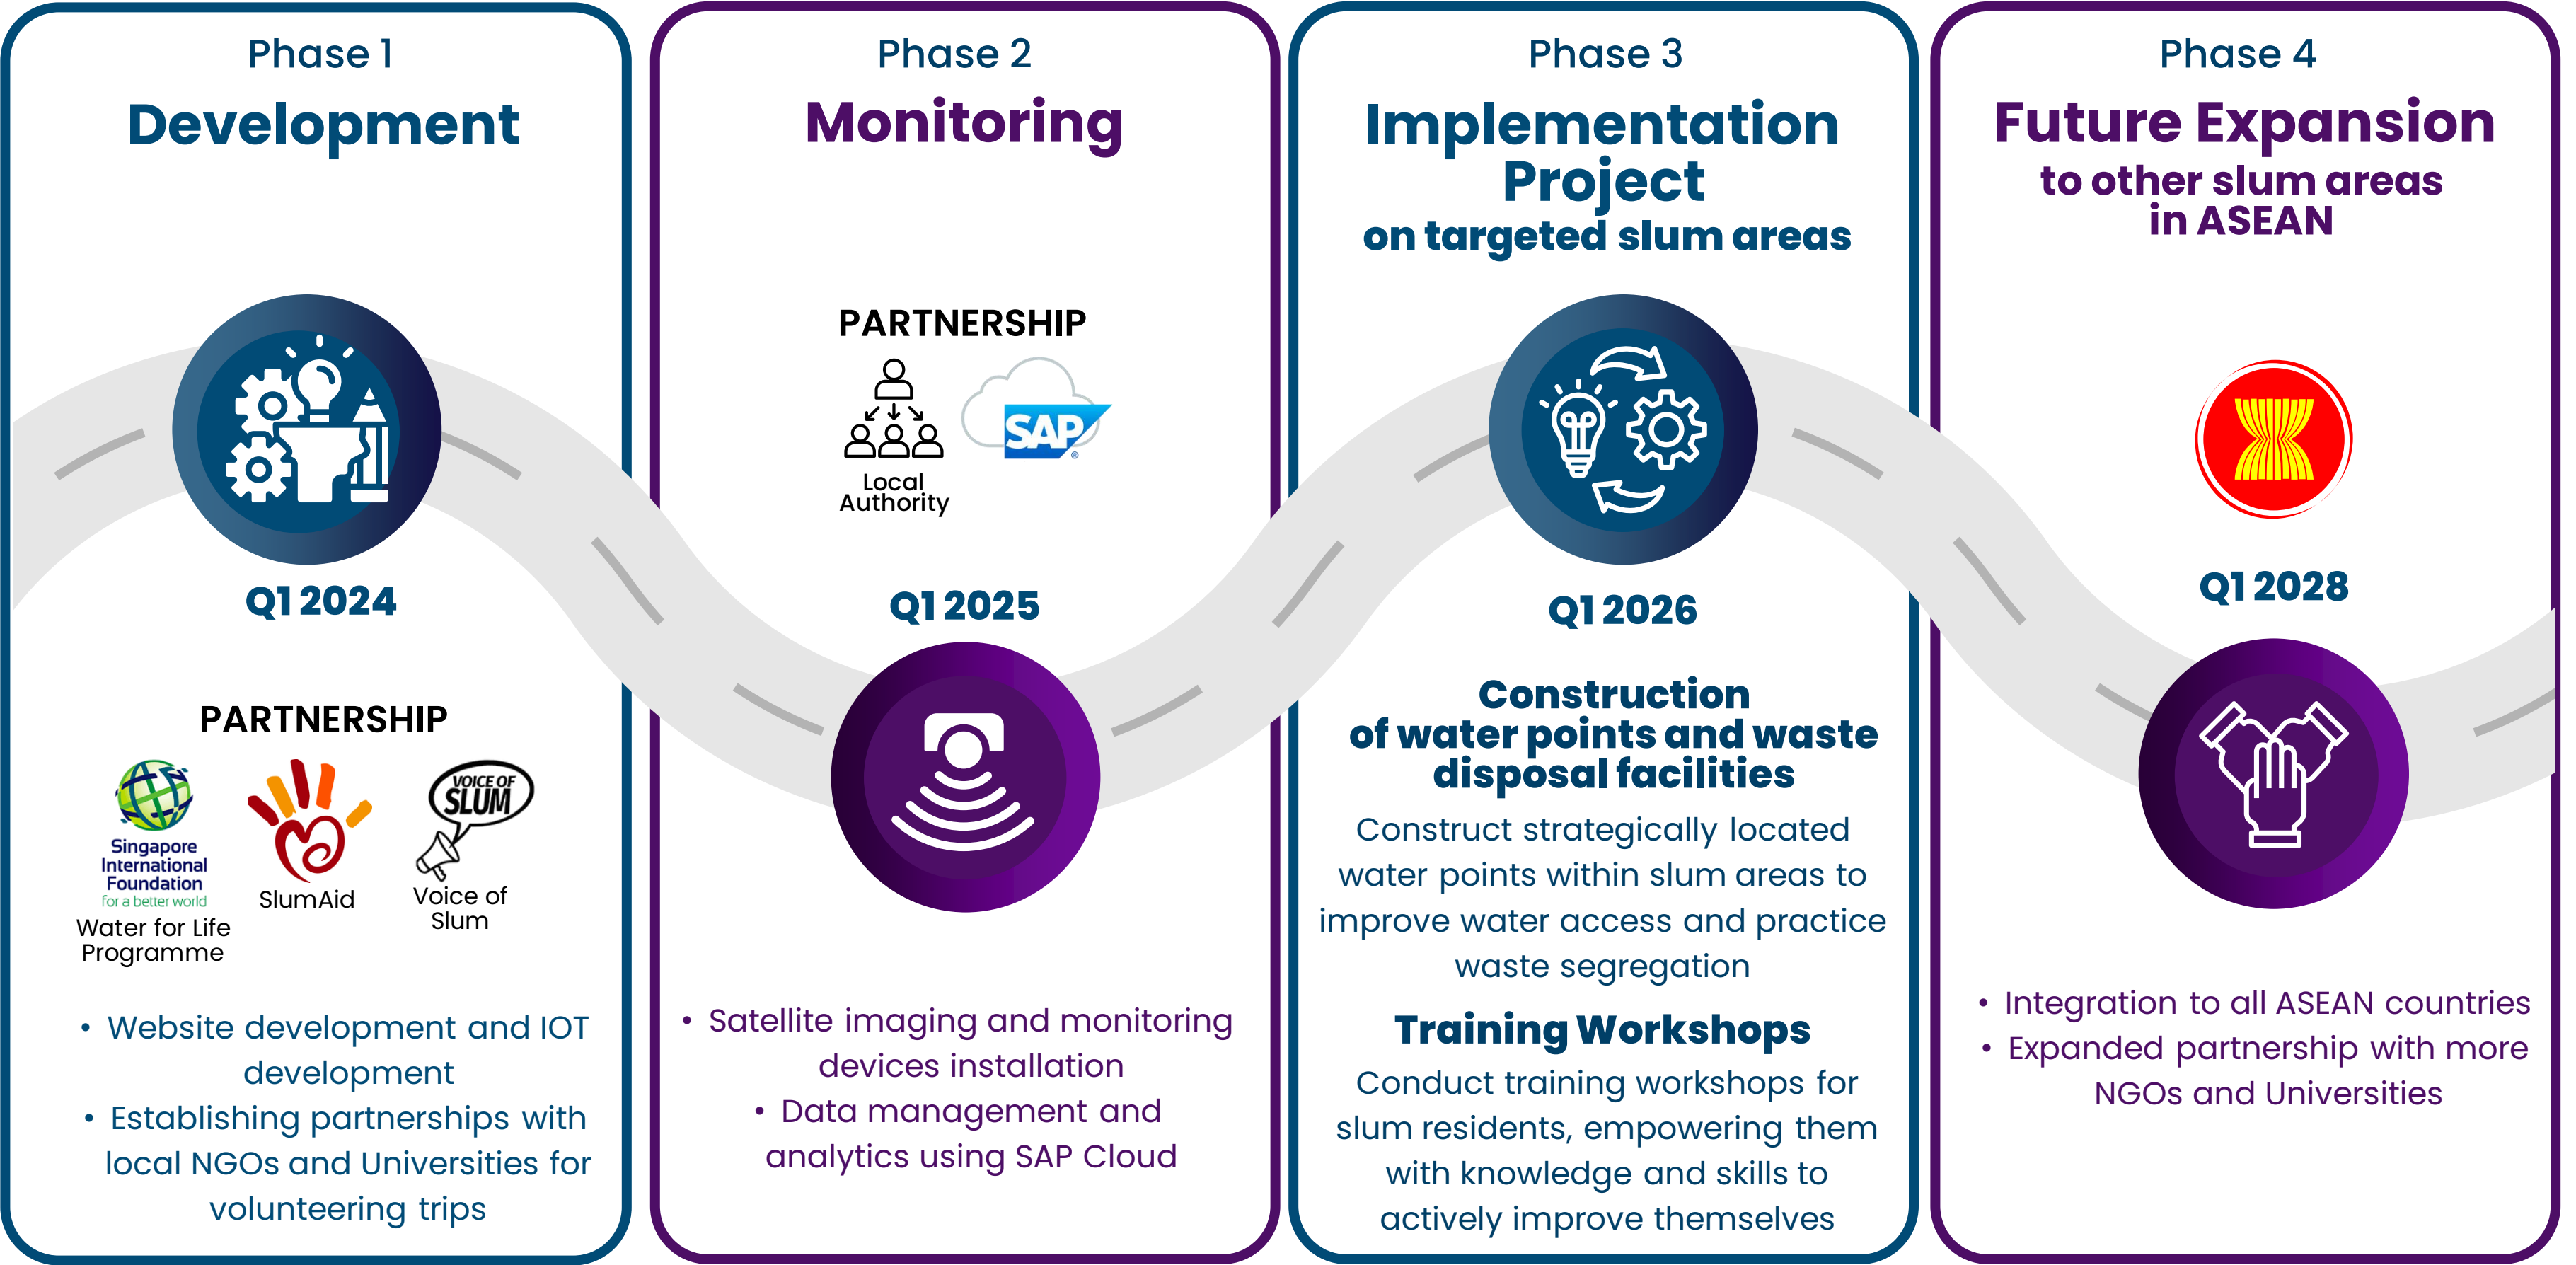 Phase 1
Development
Q1 2024
PARTNERSHIP
Singapore
International
Foundation
for a better world
Water for Life
Programme
SlumAid
VOICE OF
SLUM
Voice of
Slum
• Website development and IOT
development
• Establishing partnerships with
local NGOs and Universities for
volunteering trips
Phase 2
Monitoring
PARTNERSHIP
Local
Authority
SAP
®
Q1 2025
• Satellite imaging and monitoring
devices installation
• Data management and
analytics using SAP Cloud
Phase 3
Implementation
Project
on targeted slum areas
Q1 2026
Construction
of water points and waste
disposal facilities
Construct strategically located
water points within slum areas to
improve water access and practice
waste segregation
Training Workshops
Conduct training workshops for
slum residents, empowering them
with knowledge and skills to
actively improve themselves
Phase 4
Future Expansion
to other slum areas
in ASEAN
Q1 2028
• Integration to all ASEAN countries
• Expanded partnership with more
NGOs and Universities